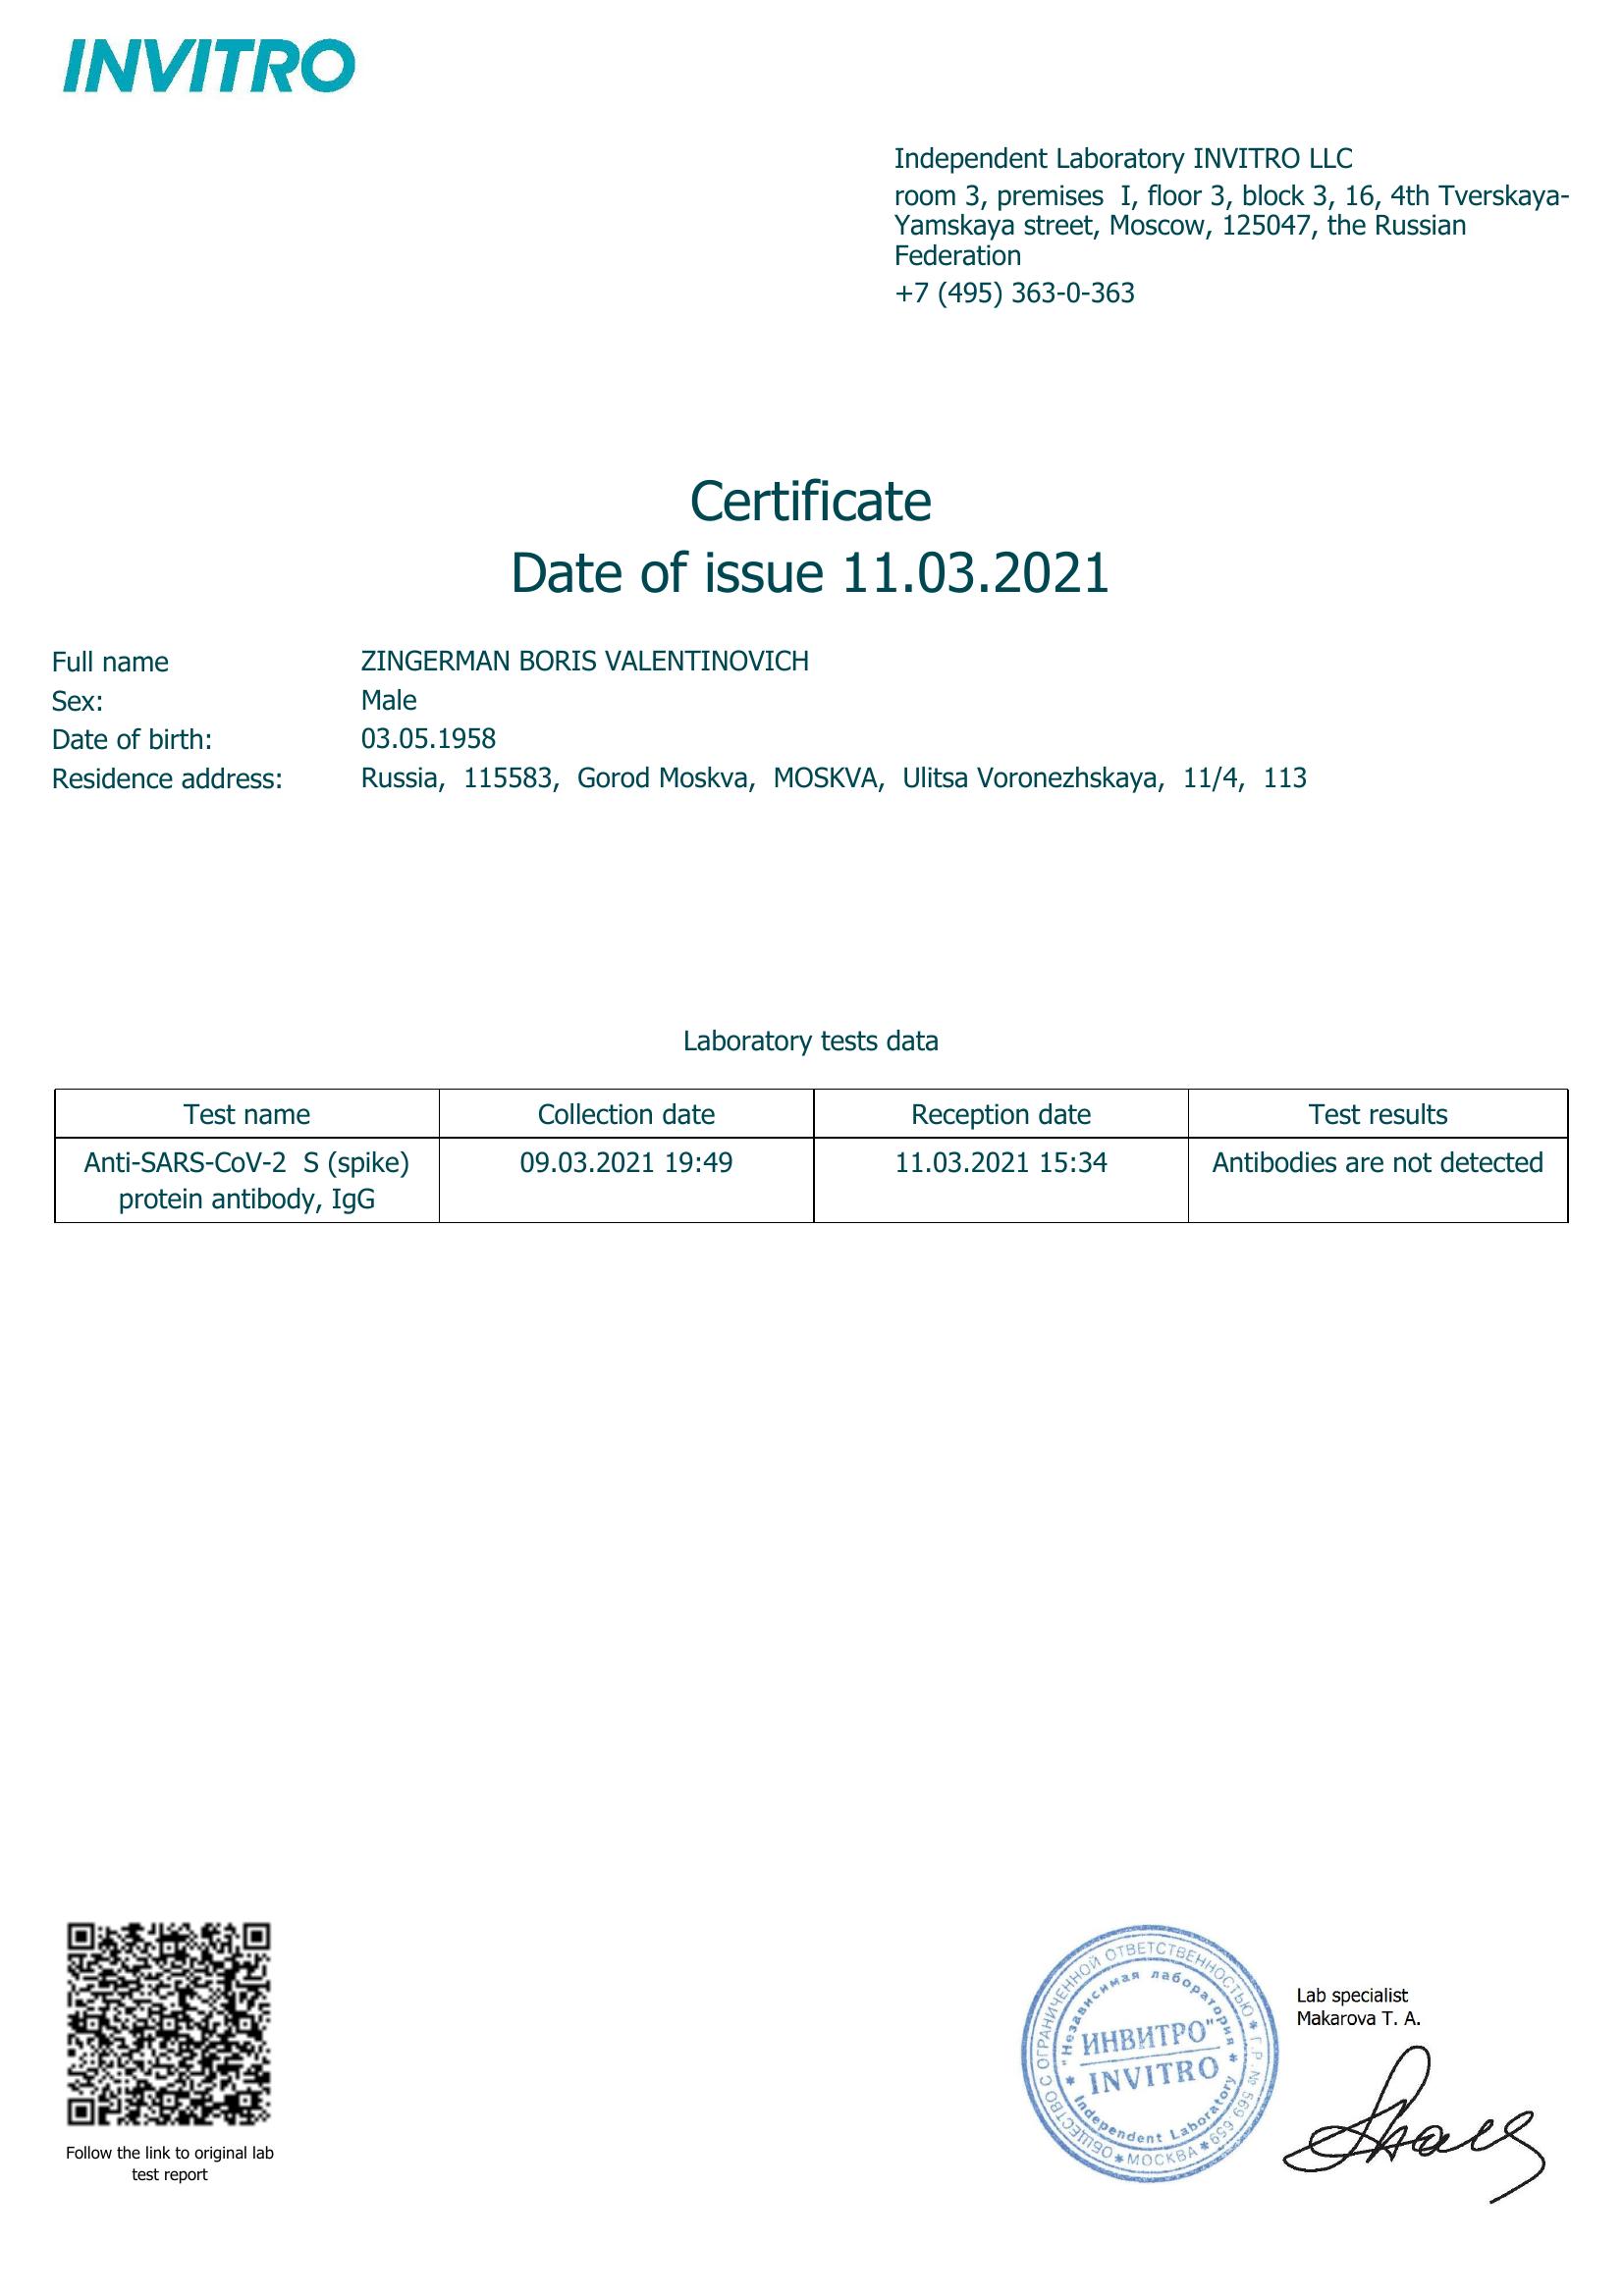 INVITRO
Independent Laboratory INVITRO LLC
room 3, premises I, floor 3, block 3, 16, 4th Tverskaya-
Yamskaya street, Moscow, 125047, the Russian
Federation
+7 (495) 363-0-363
Certificate
Date of issue 11.03.2021
Full name ZINGERMAN BORIS VALENTINOVICH
Sex: Male
Date of birth: 03.05.1958
Residence address: Russia, 115583, Gorod Moskva, MOSKVA, Ulitsa Voronezhskaya, 11/4, 113
Laboratory tests data
Test name Collection date Reception date Test results
Anti-SARS-CoV-2 S (spike) 09.03.2021 19:49 11.03.2021 15:34 Antibodies are not detected
protein antibody, IgG
Follow the link to original lab
test report
ОБЩЕСТВО С ОГРАНИЧЕННОЙ ОТВЕТСТВЕННОСТЬЮ * Г.Р. № 569 659 * МОСКВА *
"Независимая лаборатория
ИНВИТРО"
INVITRO
* Independent Laboratory *
Lab specialist
Makarova T. A.